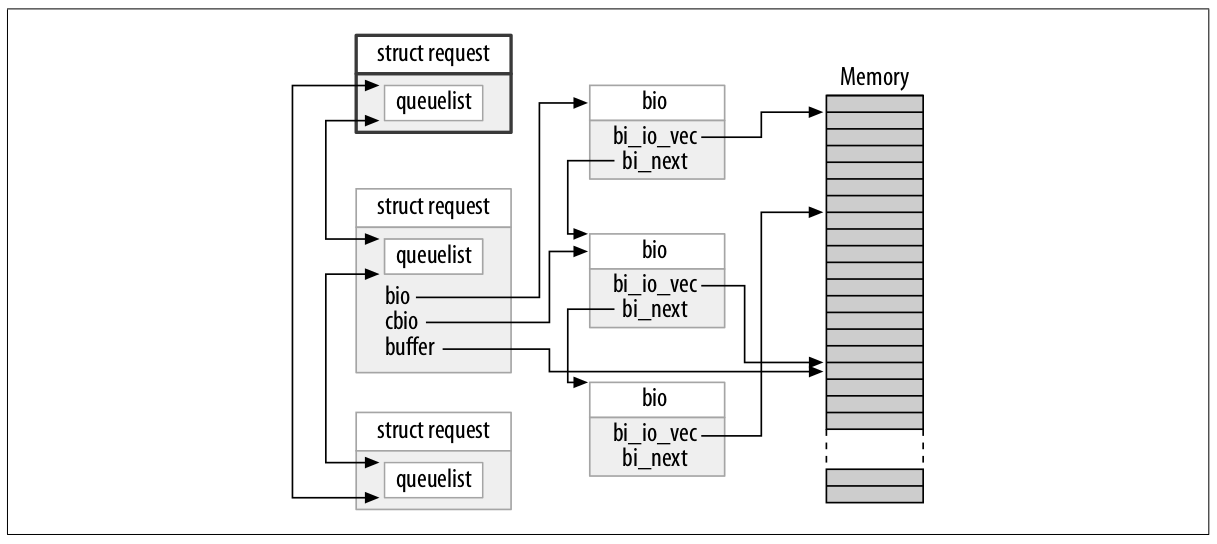 struct request
queuelist
struct request
queuelist
bio
cbio
buffer
struct request
queuelist
bio
bi_io_vec
bi_next
bio
bi_io_vec
bi_next
bio
bi_io_vec
bi_next
Memory